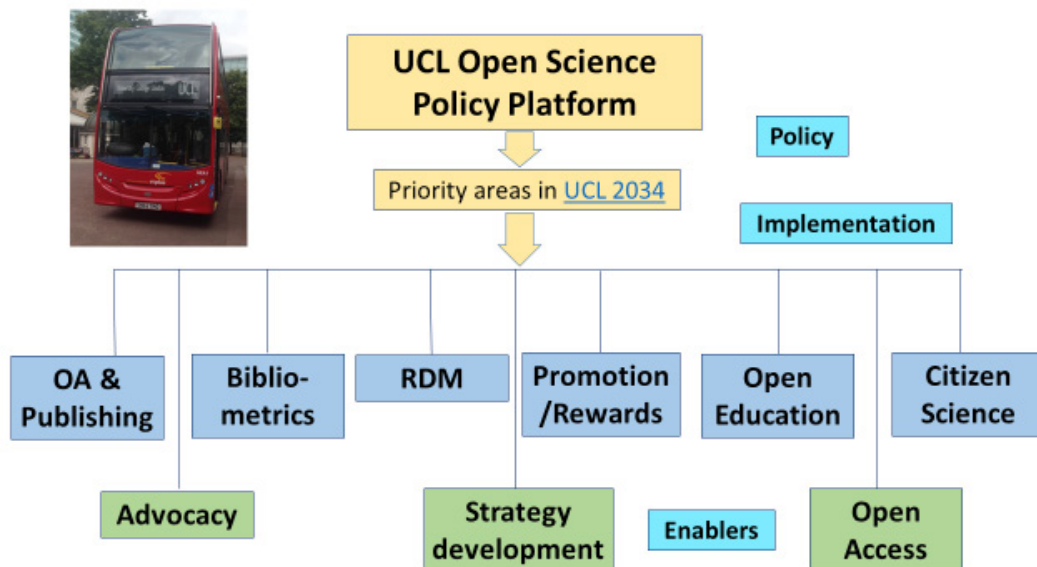 UCL
UCL Open Science
Policy Platform
Policy
Priority areas in UCL 2034
Implementation
OA &
Publishing
Biblio-
metrics
RDM
Promotion
/Rewards
Open
Education
Citizen
Science
Advocacy
Strategy
development
Enablers
Open
Access